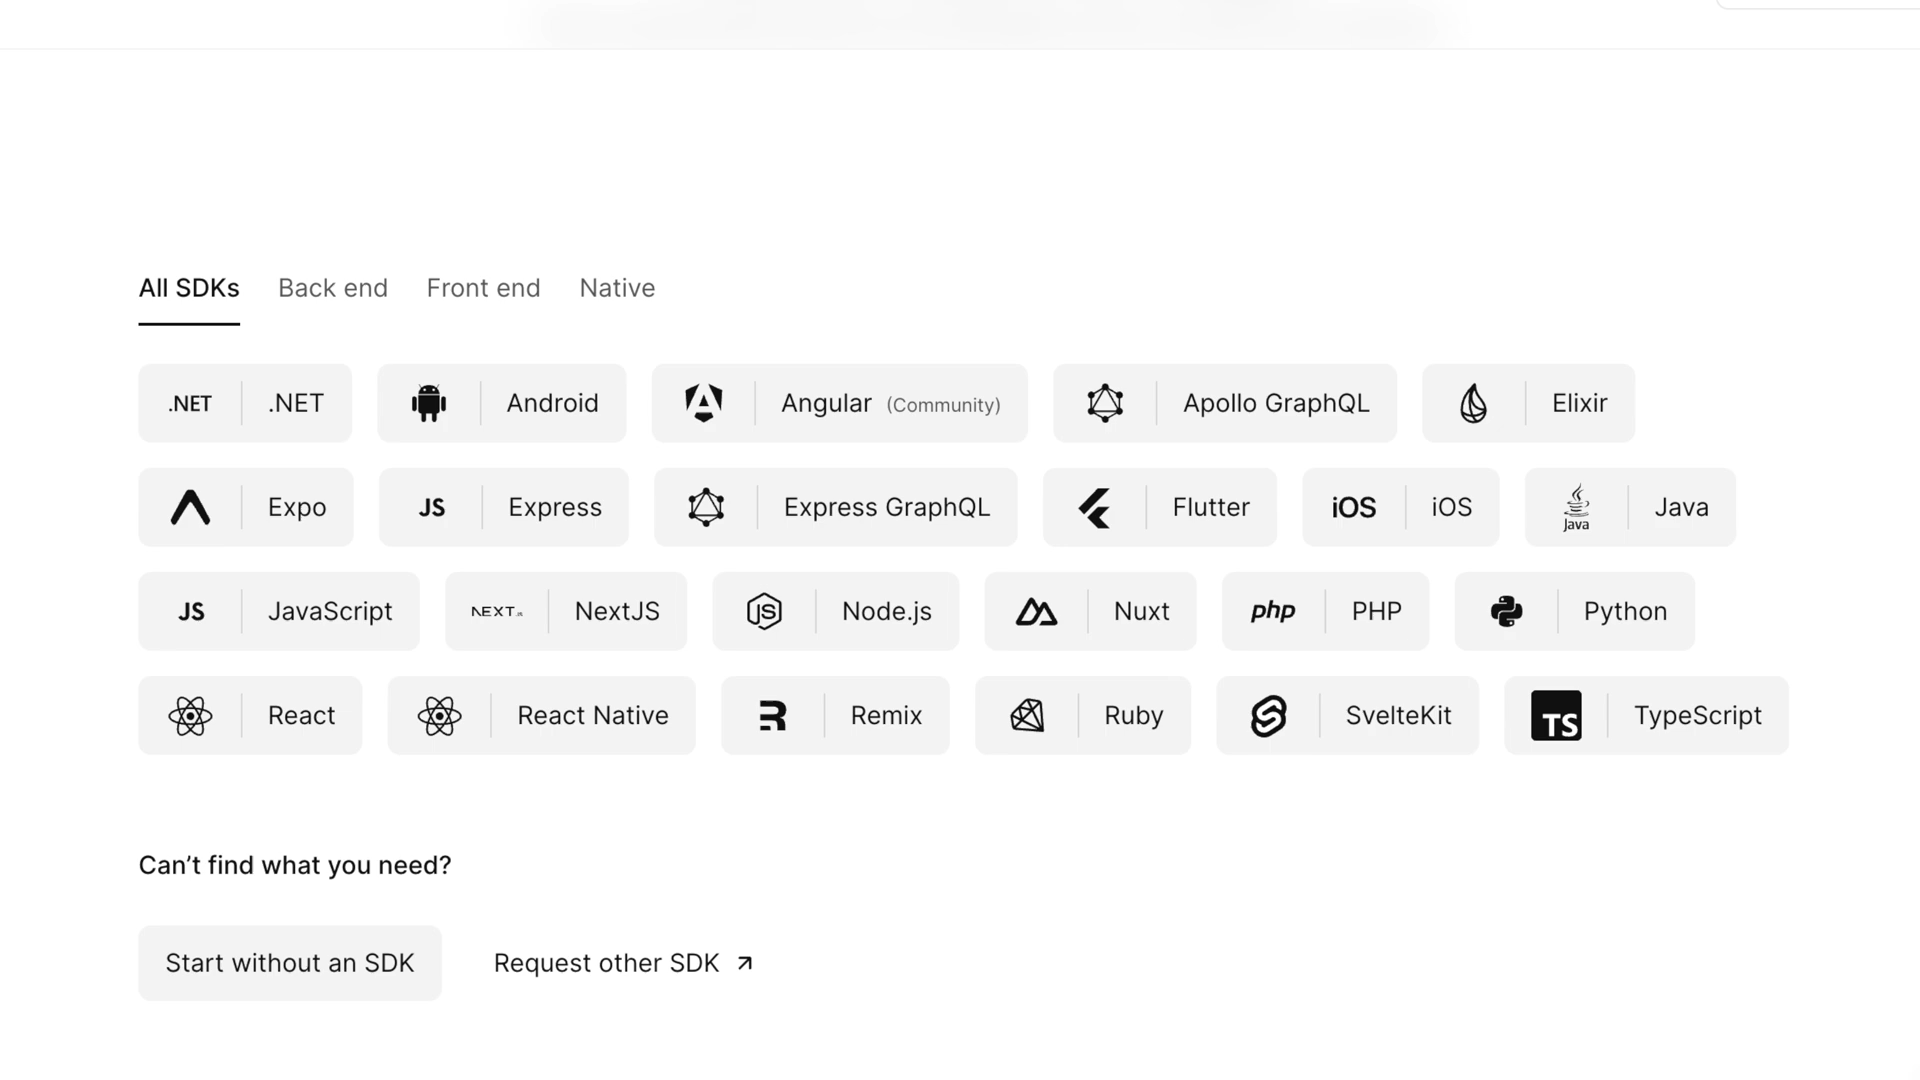 All SDKs Back end Front end Native
.NET .NET Android Angular (Community) Apollo GraphQL Elixir
Expo JS Express Express GraphQL Flutter iOS iOS Java Java
JS JavaScript NEXT.JS NextJS JS Node.js Nuxt php PHP Python
React React Native Remix Ruby SvelteKit TS TypeScript
Can’t find what you need?
Start without an SDK Request other SDK